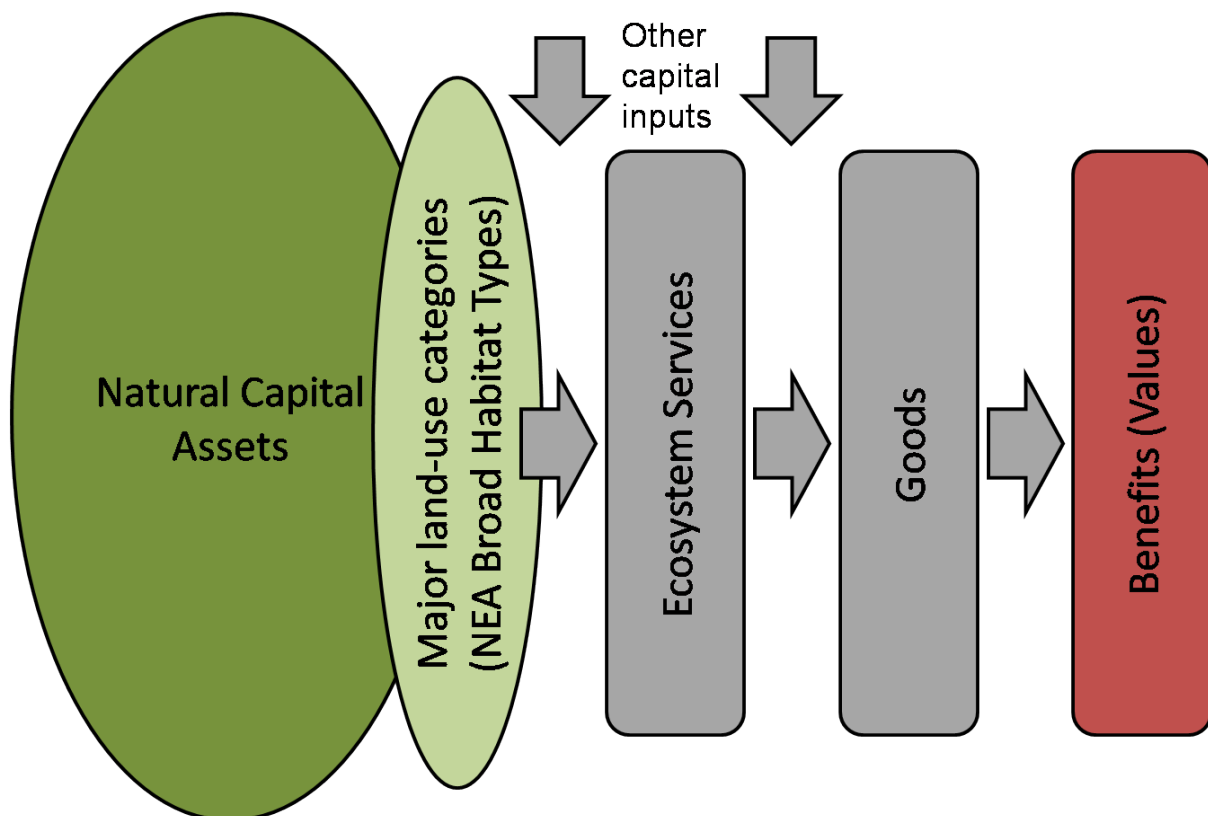 Other
capital
inputs
Natural Capital
Assets
Major land-use categories
(NEA Broad Habitat Types)
Ecosystem Services
Goods
Benefits (Values)